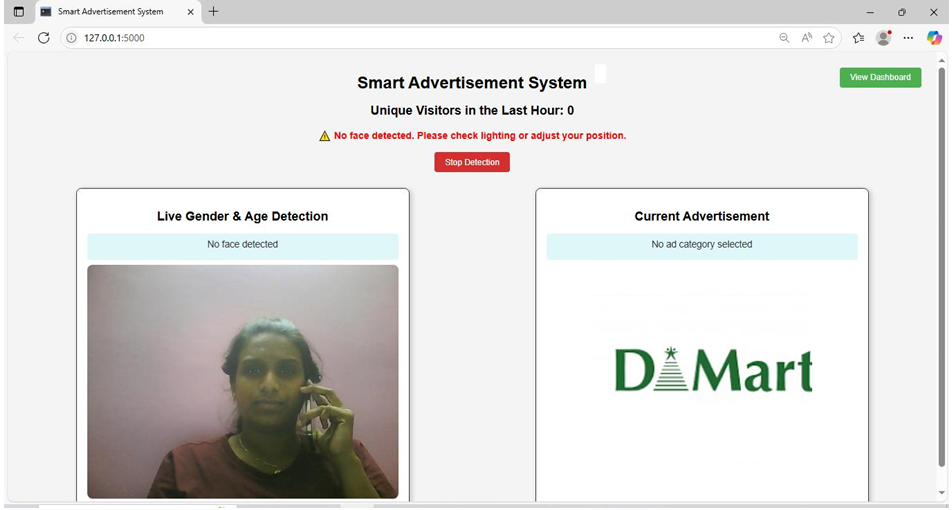 Smart Advertisement System
127.0.0.1:5000
Smart Advertisement System
View Dashboard
Unique Visitors in the Last Hour: 0
⚠ No face detected. Please check lighting or adjust your position.
Stop Detection
Live Gender & Age Detection
No face detected
Current Advertisement
No ad category selected
D Mart